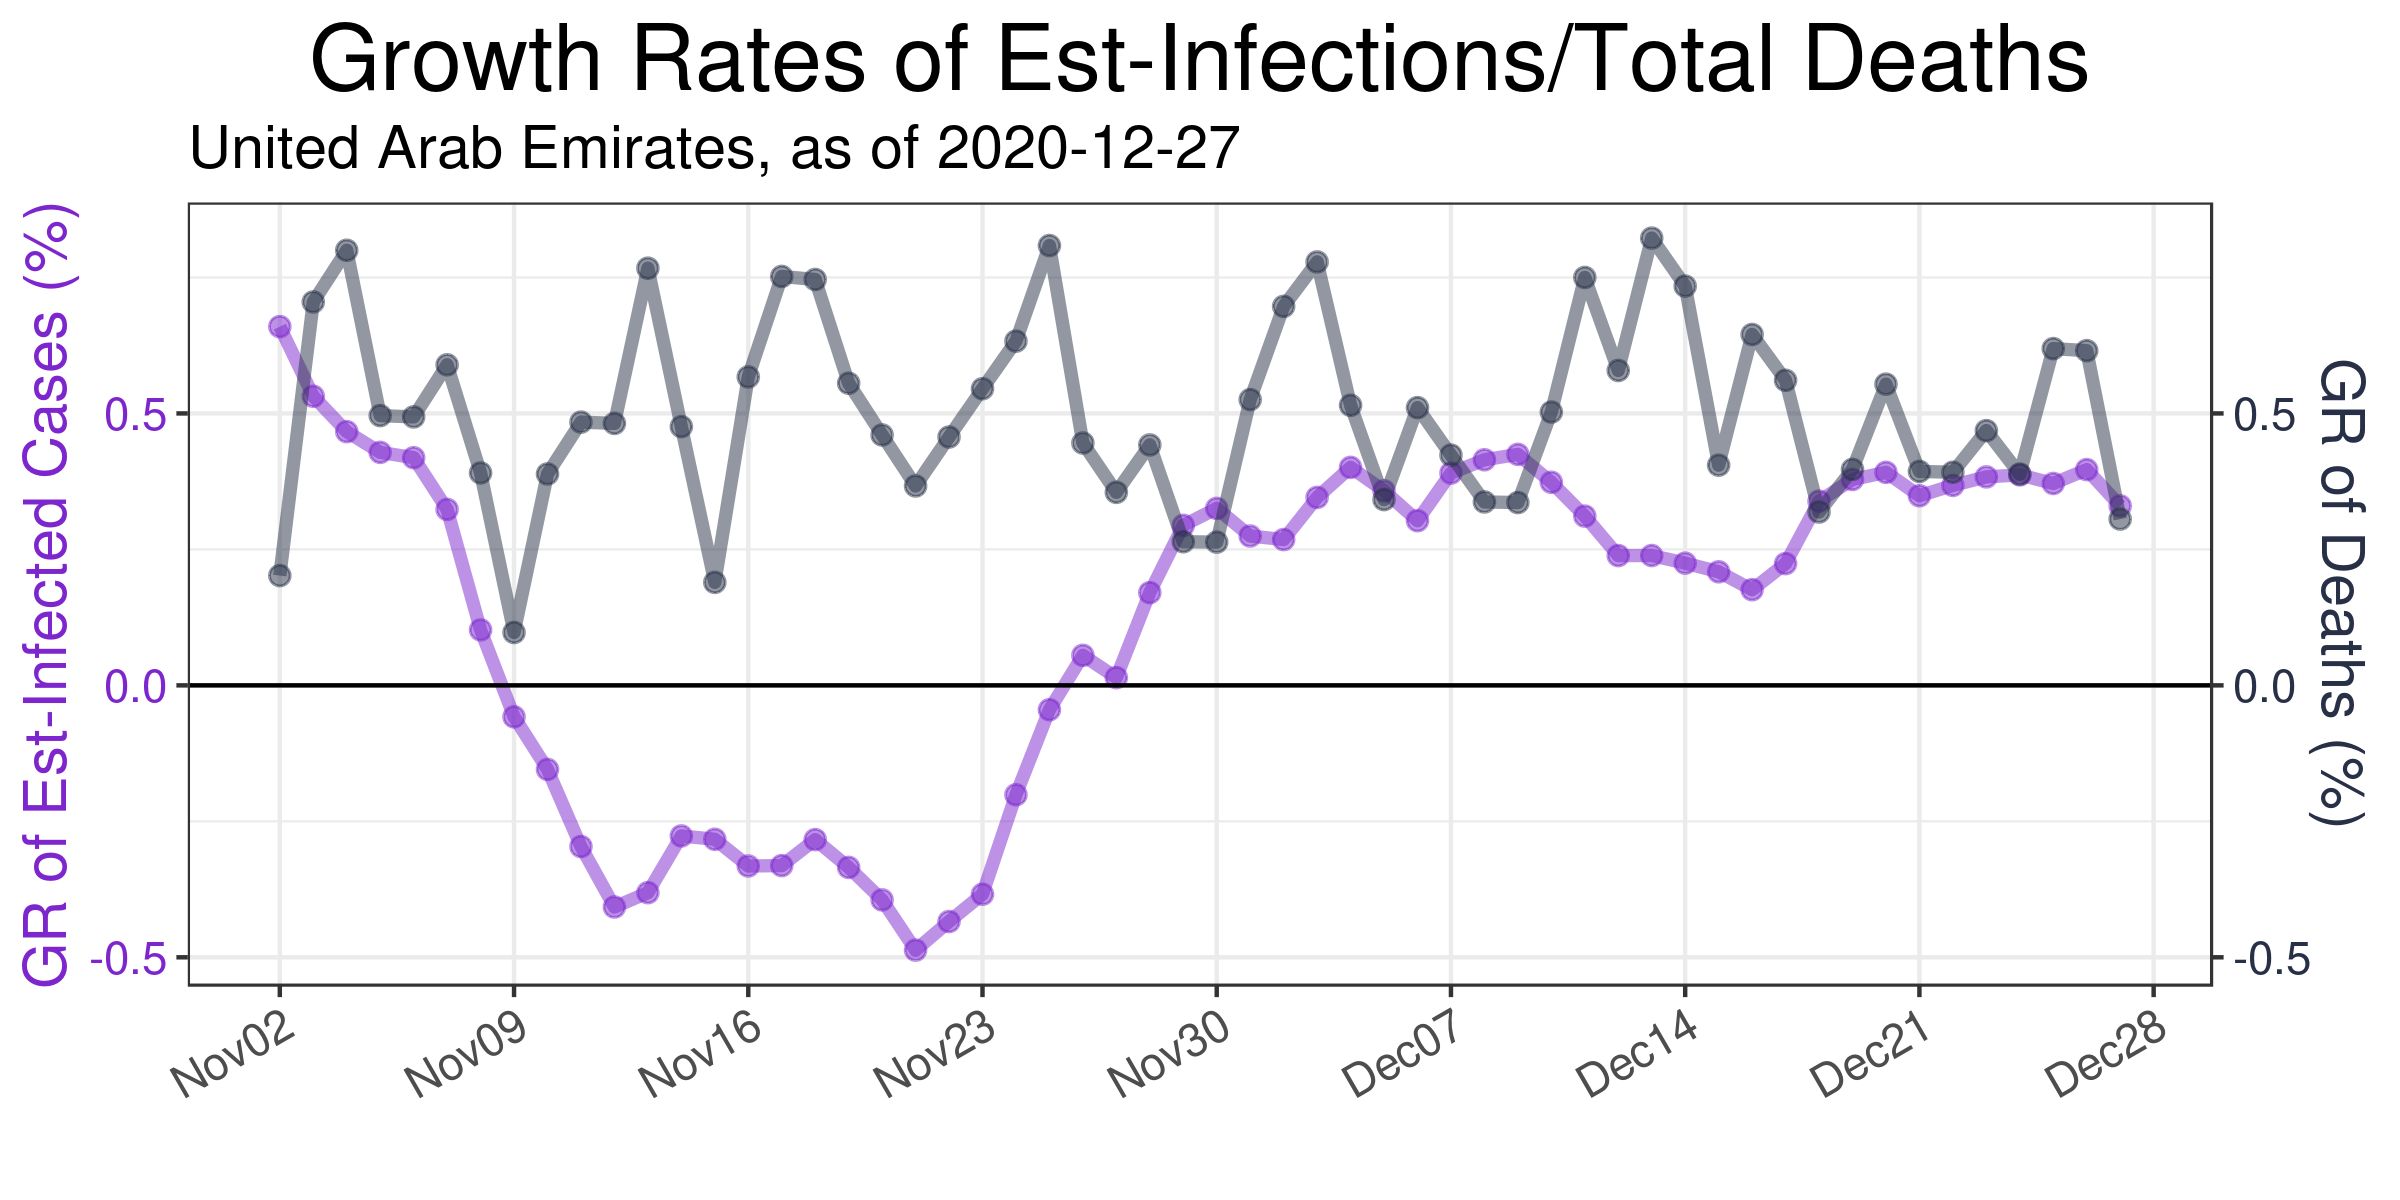 Growth Rates of Est-Infections/Total Deaths
United Arab Emirates, as of 2020-12-27
GR of Est-Infected Cases (%)
0.5
0.0
-0.5
GR of Deaths (%)
0.5
0.0
-0.5
Nov02
Nov09
Nov16
Nov23
Nov30
Dec07
Dec14
Dec21
Dec28